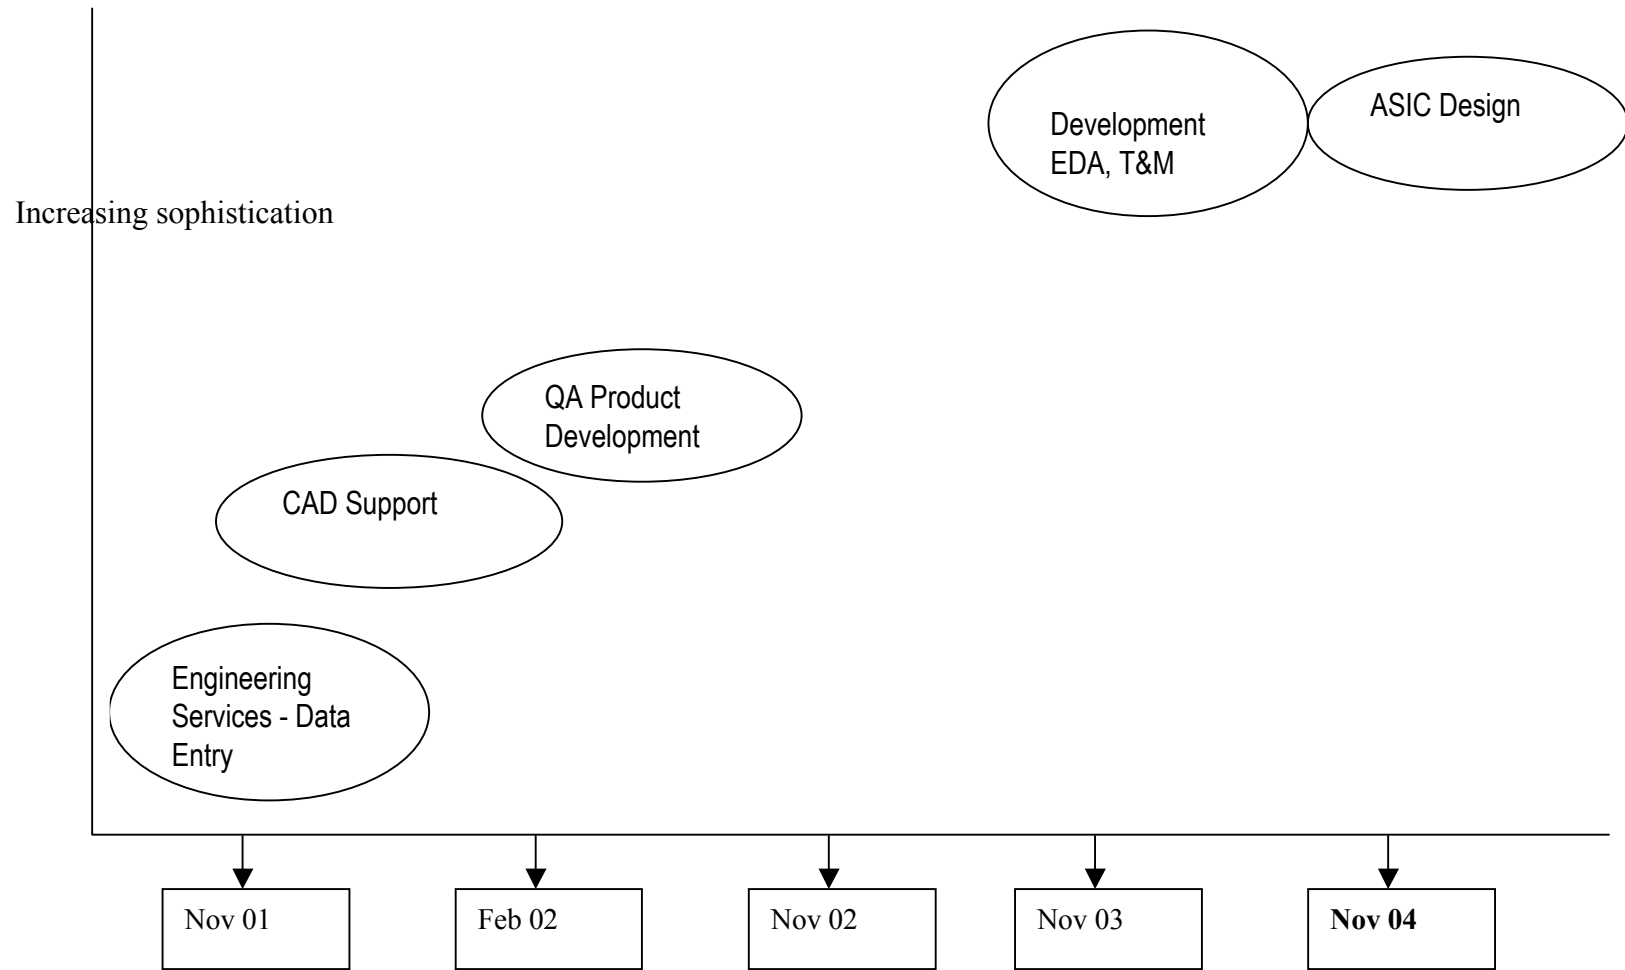 ASIC Design
Development
EDA, T&M
Increasing sophistication
QA Product
Development
CAD Support
Engineering
Services - Data
Entry
Nov 01
Feb 02
Nov 02
Nov 03
Nov 04